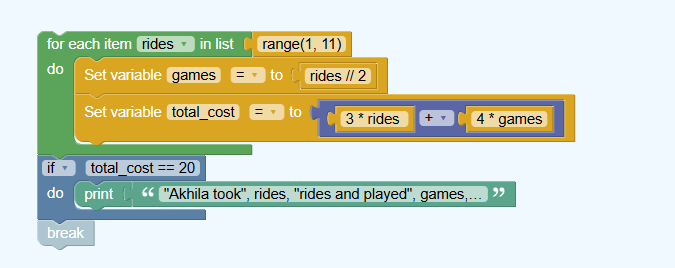 for each item rides in list range(1, 11)
do Set variable games = to rides // 2
Set variable total_cost = to 3 * rides + 4 * games
if total_cost == 20
do print “ "Akhila took", rides, "rides and played", games,... ”
break